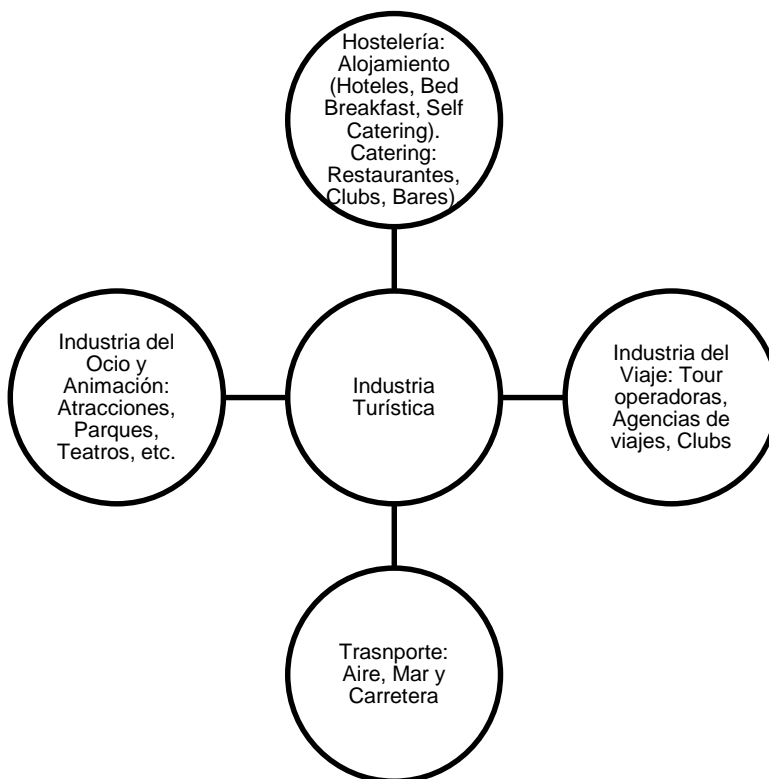 Hostelería:
Alojamiento
(Hoteles, Bed
Breakfast, Self
Catering).
Catering:
Restaurantes,
Clubs, Bares)
Industria del
Ocio y
Animación:
Atracciones,
Parques,
Teatros, etc.
Industria
Turística
Industria del
Viaje: Tour
operadoras,
Agencias de
viajes, Clubs
Trasnporte:
Aire, Mar y
Carretera